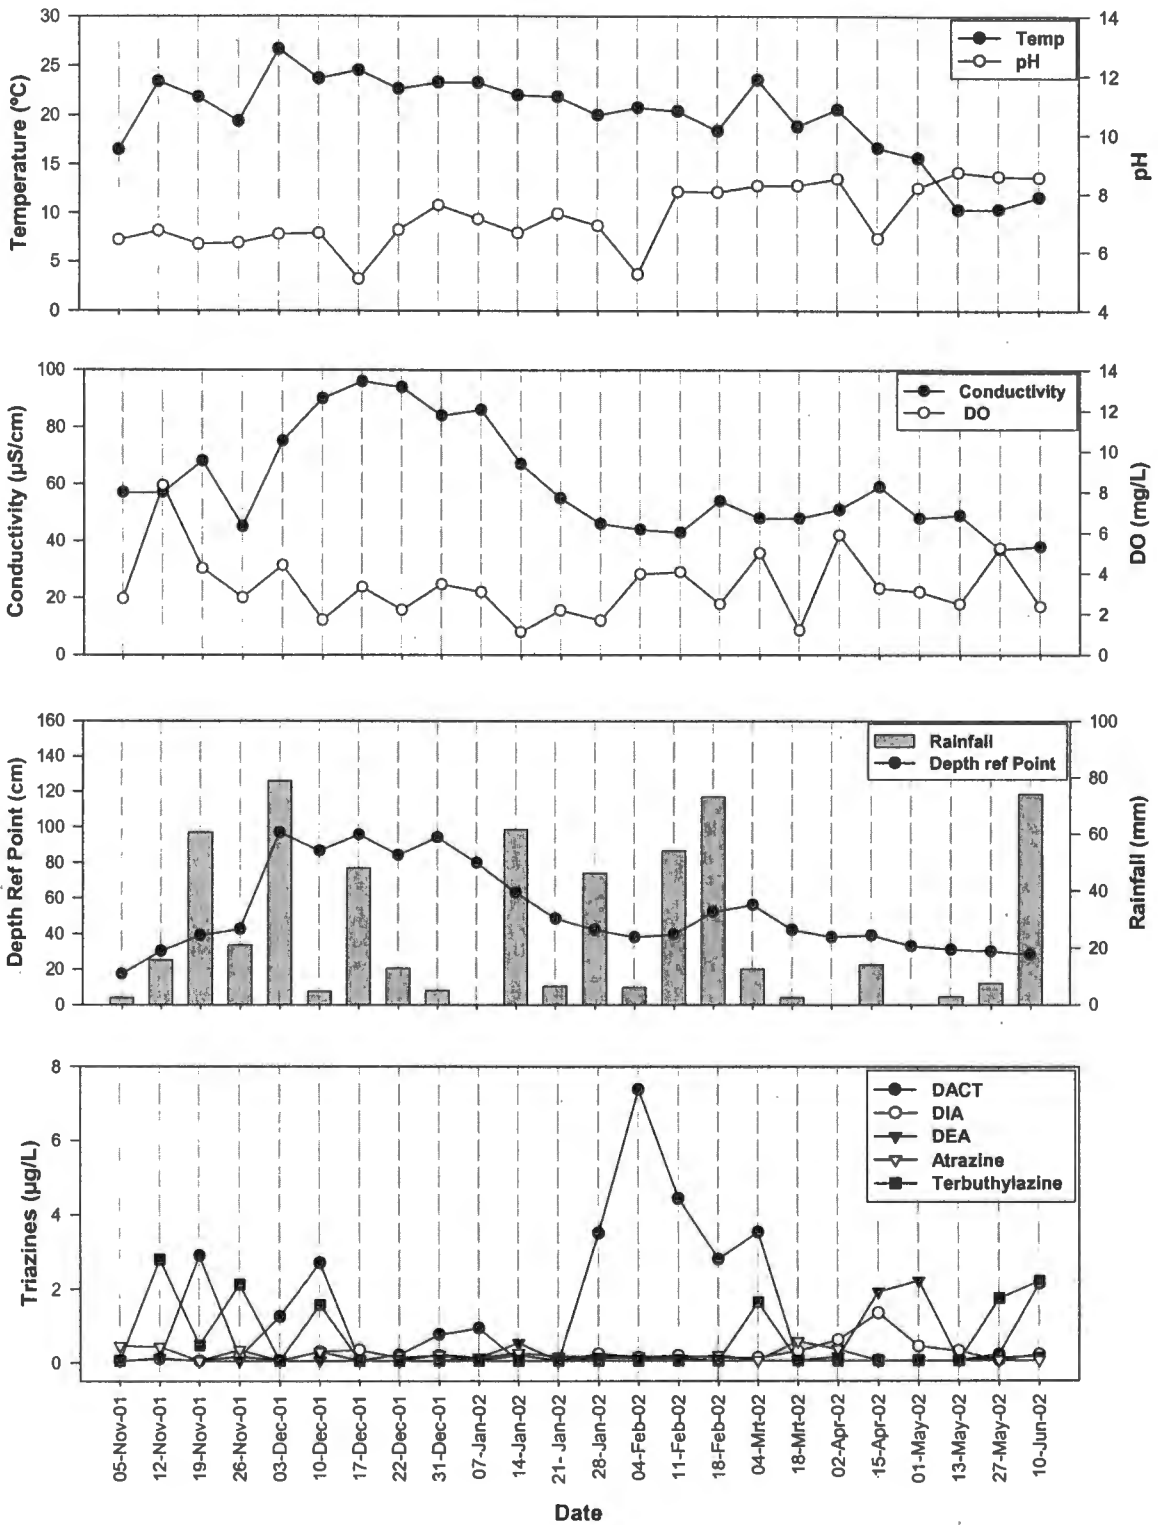 30
25
20
15
10
5
0
Temperature (ºC)
Temp
pH
14
12
10
8
6
4
pH
100
80
60
40
20
0
Conductivity (µS/cm)
Conductivity
DO
14
12
10
8
6
4
2
0
DO (mg/L)
160
140
120
100
80
60
40
20
0
Depth Ref Point (cm)
Rainfall
Depth ref Point
100
80
60
40
20
0
Rainfall (mm)
8
6
4
2
0
Triazines (µg/L)
DACT
DIA
DEA
Atrazine
Terbuthylazine
05-Nov-01
12-Nov-01
19-Nov-01
26-Nov-01
03-Dec-01
10-Dec-01
17-Dec-01
22-Dec-01
31-Dec-01
07-Jan-02
14-Jan-02
21- Jan-02
28-Jan-02
04-Feb-02
11-Feb-02
18-Feb-02
04-Mrt-02
18-Mrt-02
02-Apr-02
15-Apr-02
01-May-02
13-May-02
27-May-02
10-Jun-02
Date